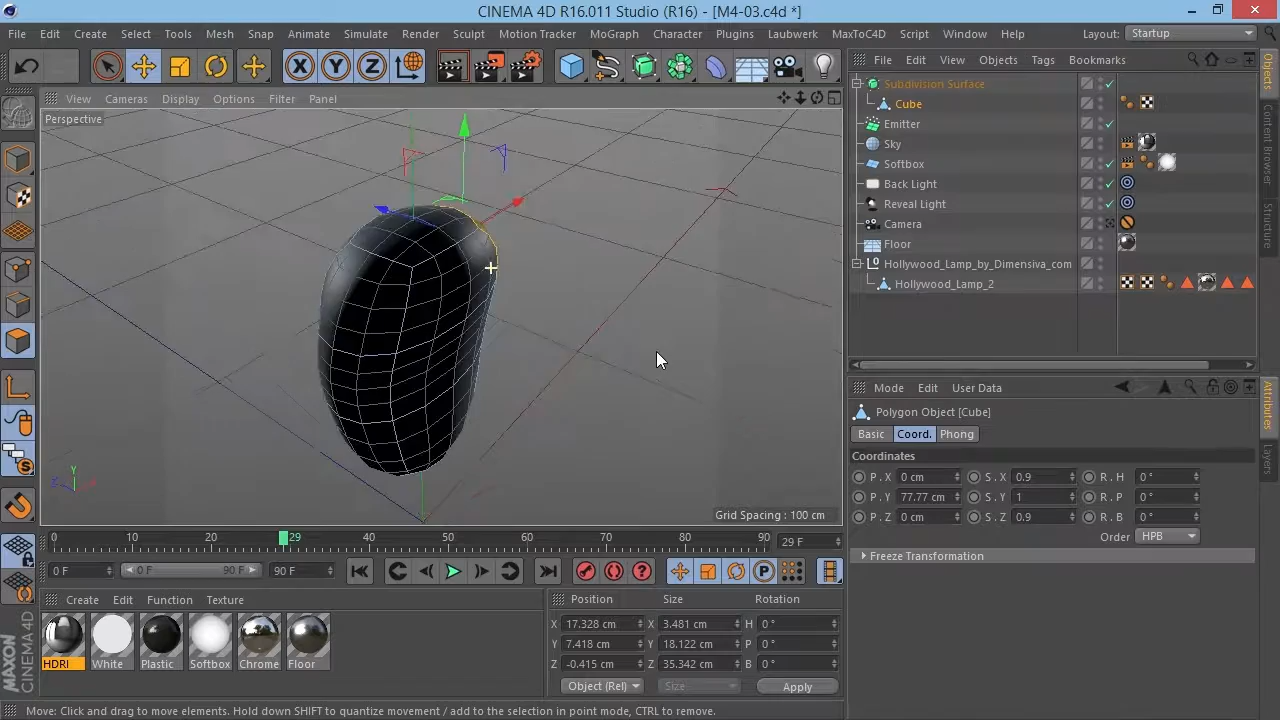 CINEMA 4D R16.011 Studio (R16) - [M4-03.c4d *]
File Edit Create Select Tools Mesh Snap Animate Simulate Render Sculpt Motion Tracker MoGraph Character Plugins Laubwerk MaxToC4D Script Window Help Layout: Startup
File Edit View Objects Tags Bookmarks
View Cameras Display Options Filter Panel
Perspective
Subdivision Surface
Cube
Emitter
Sky
Softbox
Back Light
Reveal Light
Camera
Floor
Hollywood_Lamp_by_Dimensiva_com
Hollywood_Lamp_2
Objects
Content Browser
Structure
Mode Edit User Data
Polygon Object [Cube]
Basic Coord. Phong
Coordinates
P . X 0 cm S . X 0.9 R . H 0 °
P . Y 77.77 cm S . Y 1 R . P 0 °
P . Z 0 cm S . Z 0.9 R . B 0 °
Order HPB
Freeze Transformation
Attributes
Layers
X Y Z
Grid Spacing : 100 cm
0 10 20 29 40 50 60 70 80 90 29 F
0 F 0 F 90 F 90 F
Create Edit Function Texture
HDRI White Plastic Softbox Chrome Floor
Position Size Rotation
X 17.328 cm X 3.481 cm H 0 °
Y 7.418 cm Y 18.122 cm P 0 °
Z -0.415 cm Z 35.342 cm B 0 °
Object (Rel) Size Apply
MAXON CINEMA 4D
Move: Click and drag to move elements. Hold down SHIFT to quantize movement / add to the selection in point mode, CTRL to remove.